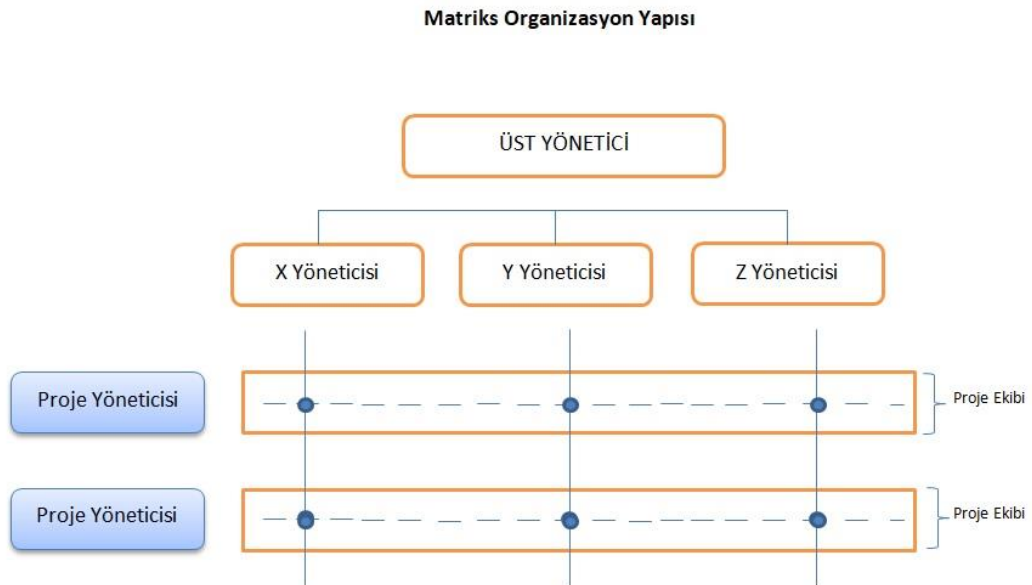 Matriks Organizasyon Yapısı
ÜST YÖNETİCİ
X Yöneticisi
Y Yöneticisi
Z Yöneticisi
Proje Yöneticisi
Proje Ekibi
Proje Yöneticisi
Proje Ekibi